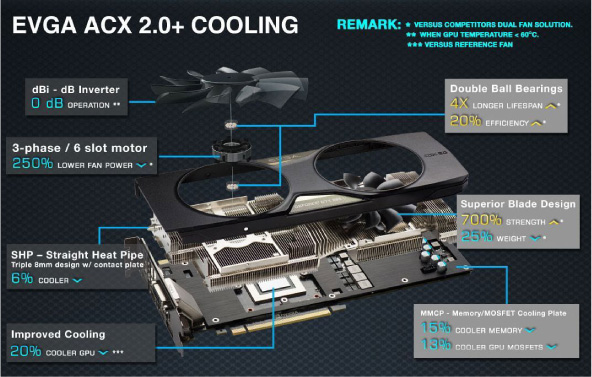 EVGA ACX 2.0+ COOLING
REMARK: * VERSUS COMPETITORS DUAL FAN SOLUTION.
** WHEN GPU TEMPERATURE < 60°C.
*** VERSUS REFERENCE FAN
dBi - dB Inverter
0 dB OPERATION **
Double Ball Bearings
4X LONGER LIFESPAN *
20% EFFICIENCY *
3-phase / 6 slot motor
250% LOWER FAN POWER *
Superior Blade Design
700% STRENGTH *
25% WEIGHT *
SHP – Straight Heat Pipe
Triple 8mm design w/ contact plate
6% COOLER
MMCP - Memory/MOSFET Cooling Plate
15% COOLER MEMORY
13% COOLER GPU MOSFETS
Improved Cooling
20% COOLER GPU ***